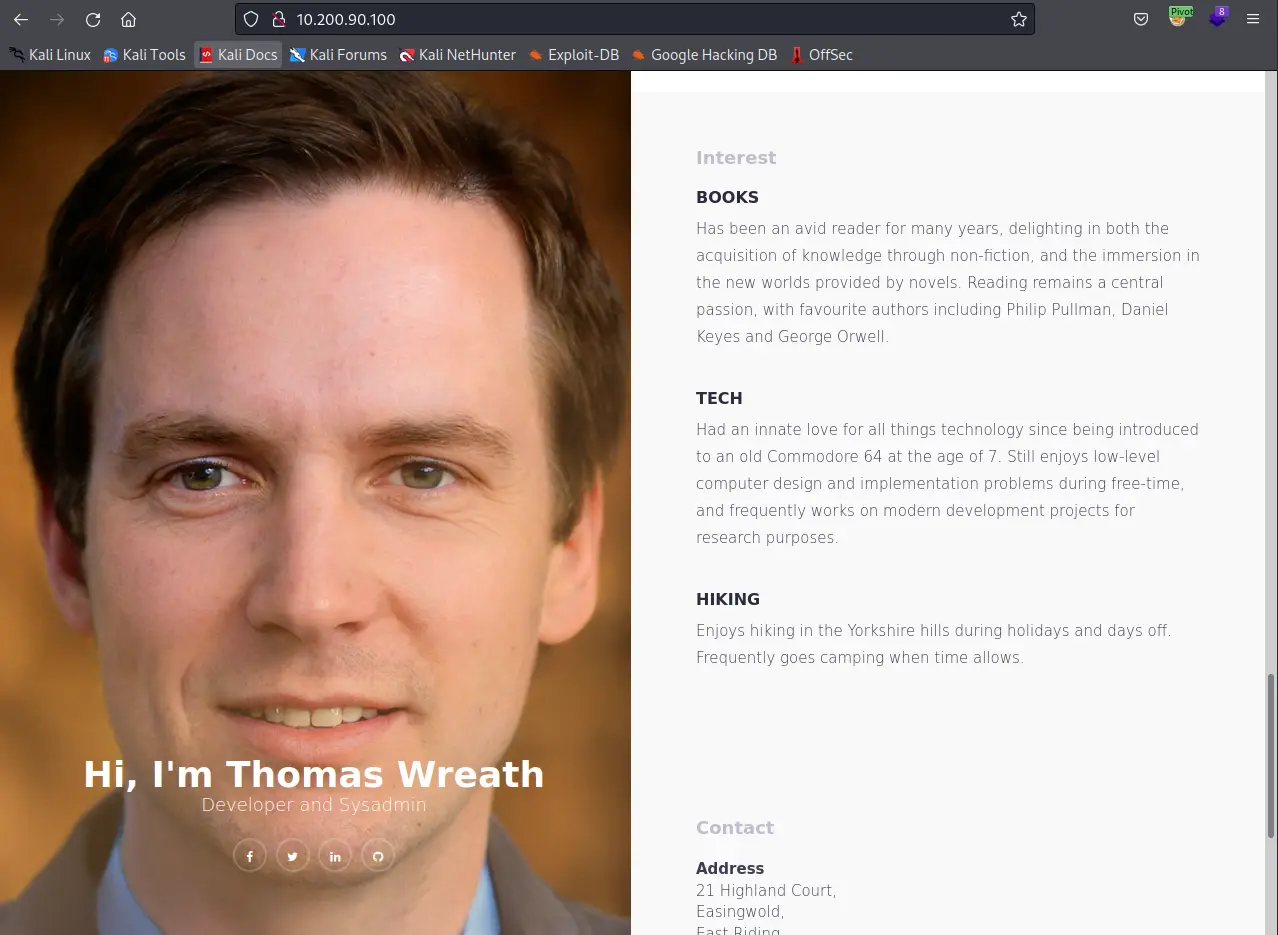 10.200.90.100
Pivot
8
Kali Linux
Kali Tools
Kali Docs
Kali Forums
Kali NetHunter
Exploit-DB
Google Hacking DB
OffSec
Hi, I'm Thomas Wreath
Developer and Sysadmin
Interest
BOOKS
Has been an avid reader for many years, delighting in both the
acquisition of knowledge through non-fiction, and the immersion in
the new worlds provided by novels. Reading remains a central
passion, with favourite authors including Philip Pullman, Daniel
Keyes and George Orwell.
TECH
Had an innate love for all things technology since being introduced
to an old Commodore 64 at the age of 7. Still enjoys low-level
computer design and implementation problems during free-time,
and frequently works on modern development projects for
research purposes.
HIKING
Enjoys hiking in the Yorkshire hills during holidays and days off.
Frequently goes camping when time allows.
Contact
Address
21 Highland Court,
Easingwold,
East Riding,